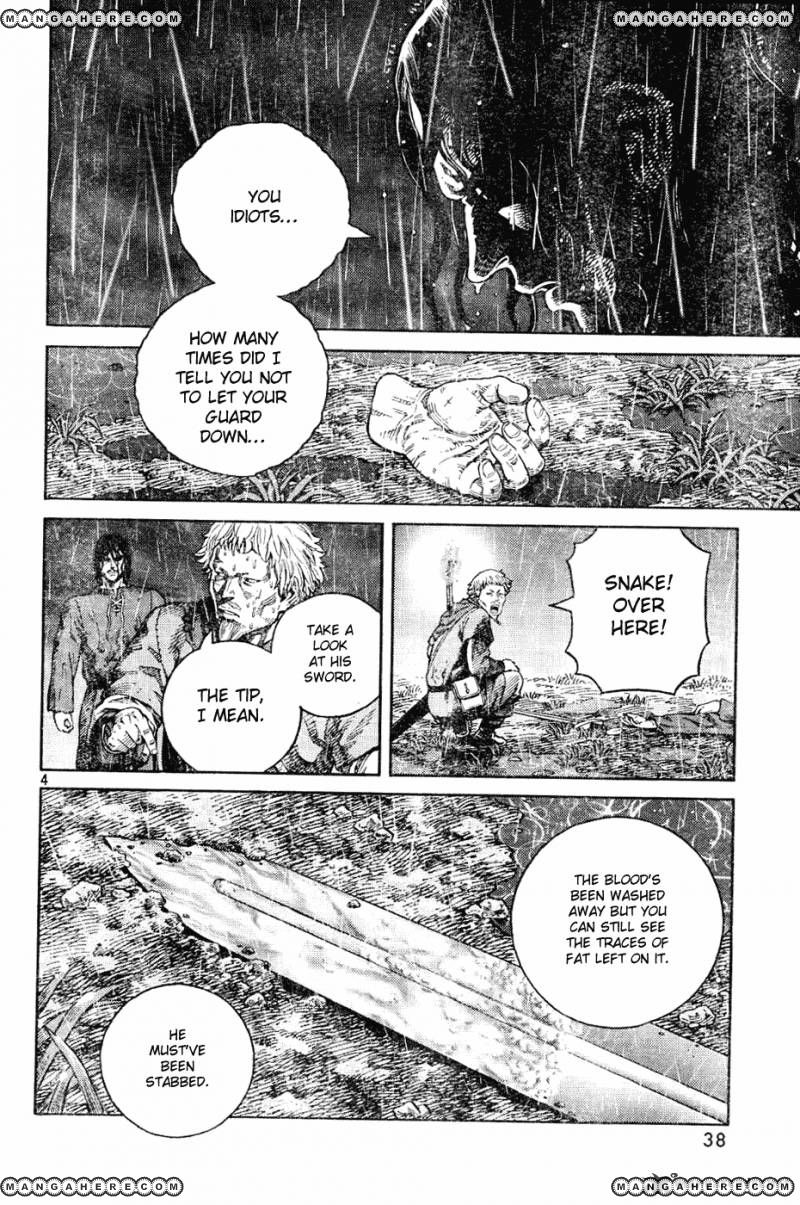 MANGAHERE.COM
MANGAHERE.COM
YOU
IDIOTS...
HOW MANY
TIMES DID I
TELL YOU NOT
TO LET YOUR
GUARD
DOWN...
SNAKE!
OVER
HERE!
TAKE A
LOOK
AT HIS
SWORD.
THE TIP,
I MEAN.
4
THE BLOOD'S
BEEN WASHED
AWAY BUT YOU
CAN STILL SEE
THE TRACES OF
FAT LEFT ON IT.
HE
MUST'VE
BEEN
STABBED.
38
MANGAHERE.COM
MANGAHERE.COM